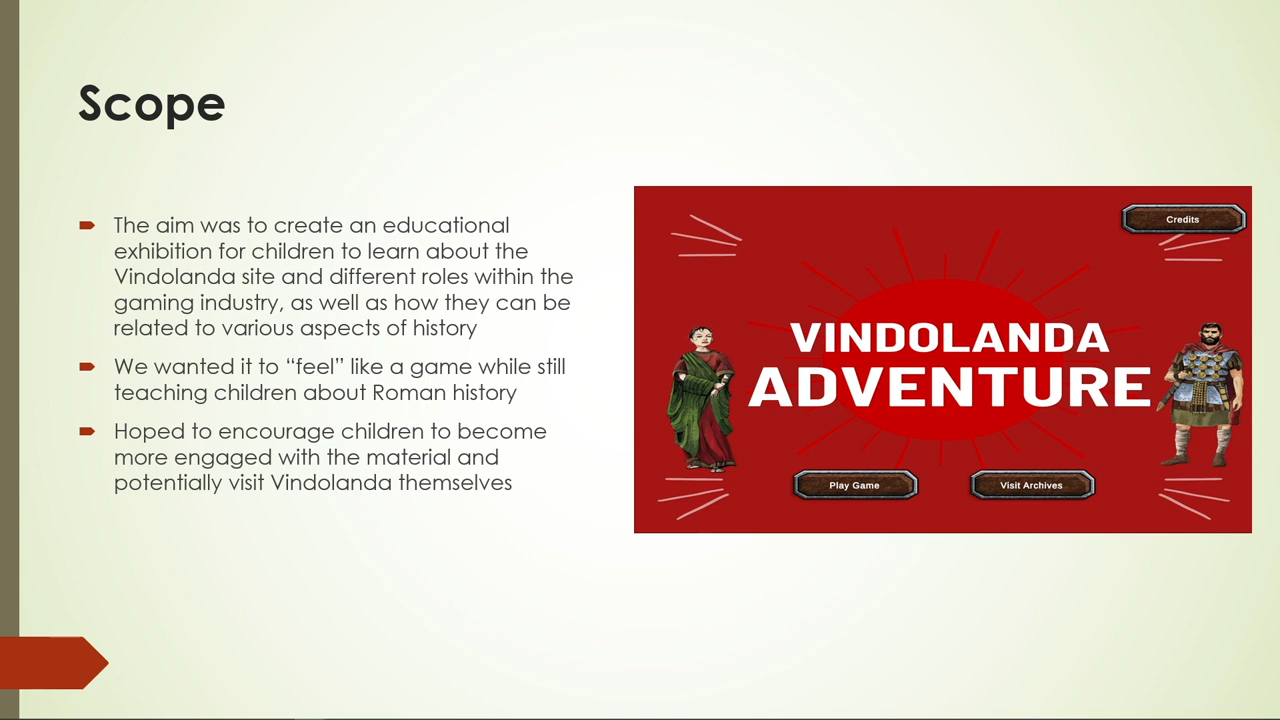 Scope
The aim was to create an educational
exhibition for children to learn about the
Vindolanda site and different roles within the
gaming industry, as well as how they can be
related to various aspects of history
We wanted it to “feel” like a game while still
teaching children about Roman history
Hoped to encourage children to become
more engaged with the material and
potentially visit Vindolanda themselves
Credits
VINDOLANDA
ADVENTURE
Play Game
Visit Archives